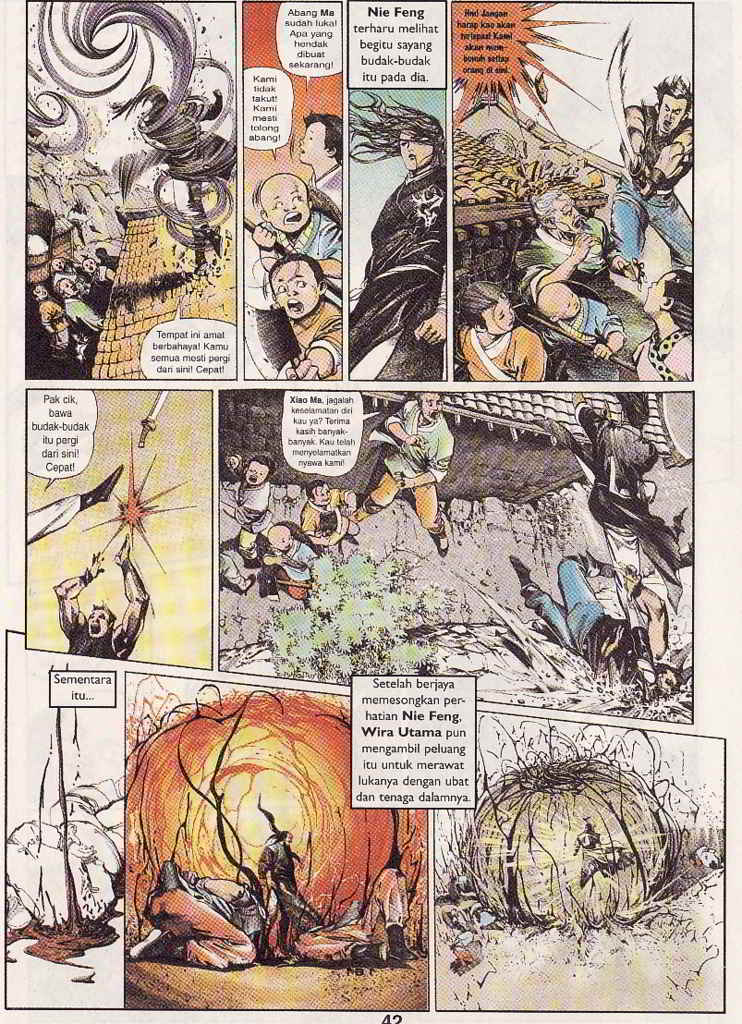 Tempat ini amat
berbahaya! Kamu
semua mesti pergi
dari sini! Cepat!
Abang Ma
sudah luka!
Apa yang
hendak
dibuat
sekarang!
Kami
tidak
takut!
Kami
mesti
tolong
abang!
Nie Feng
terharu melihat
begitu sayang
budak-budak
itu pada dia.
Hm! Jangan
harap kau akan
terlepas! Kami
akan mem-
bunuh setiap
orang di sini.
Pak cik,
bawa
budak-budak
itu pergi
dari sini!
Cepat!
Xiao Ma, jagalah
keselamatan diri
kau ya? Terima
kasih banyak-
banyak. Kau telah
menyelamatkan
nyawa kami!
Sementara
itu...
Setelah berjaya
memesongkan per-
hatian Nie Feng,
Wira Utama pun
mengambil peluang
itu untuk merawat
lukanya dengan ubat
dan tenaga dalamnya.
42